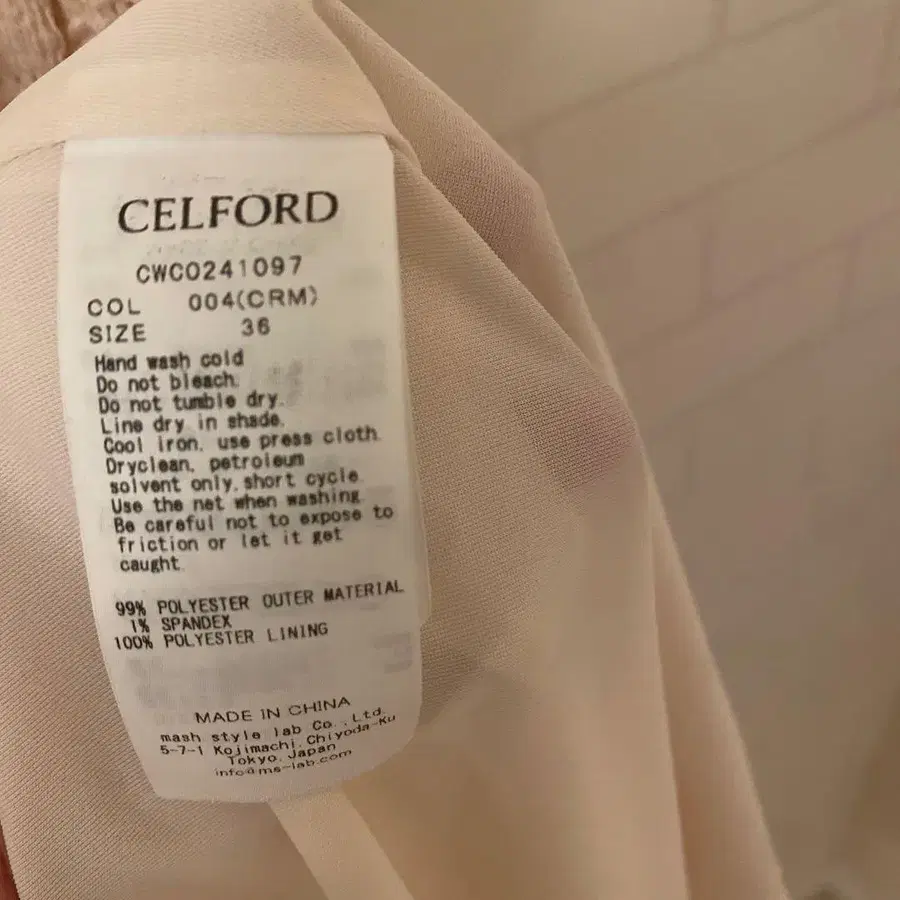 CELFORD
CWCO241097
COL 004(CRM)
SIZE 36
Hand wash cold
Do not bleach.
Do not tumble dry.
Line dry in shade.
Cool iron, use press cloth.
Dryclean, petroleum
solvent only,short cycle.
Use the net when washing.
Be careful not to expose to
friction or let it get
caught.
99% POLYESTER OUTER MATERIAL
1% SPANDEX
100% POLYESTER LINING
MADE IN CHINA
mash style lab Co.,Ltd.
5-7-1 Kojimachi,Chiyoda-Ku
Tokyo,Japan
info@ms-lab.com